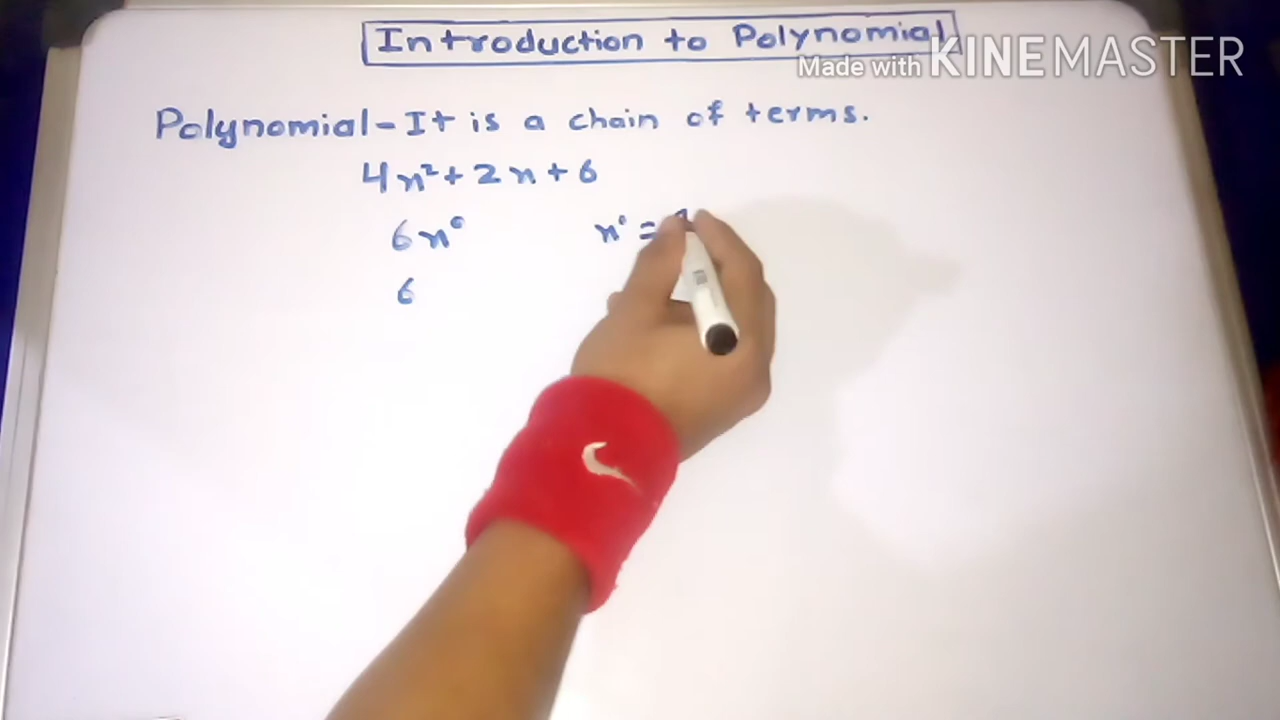 Introduction to Polynomial
Made with KINEMASTER
Polynomial-It is a chain of terms.
4x²+2x+6
6x⁰ x⁰ =
6